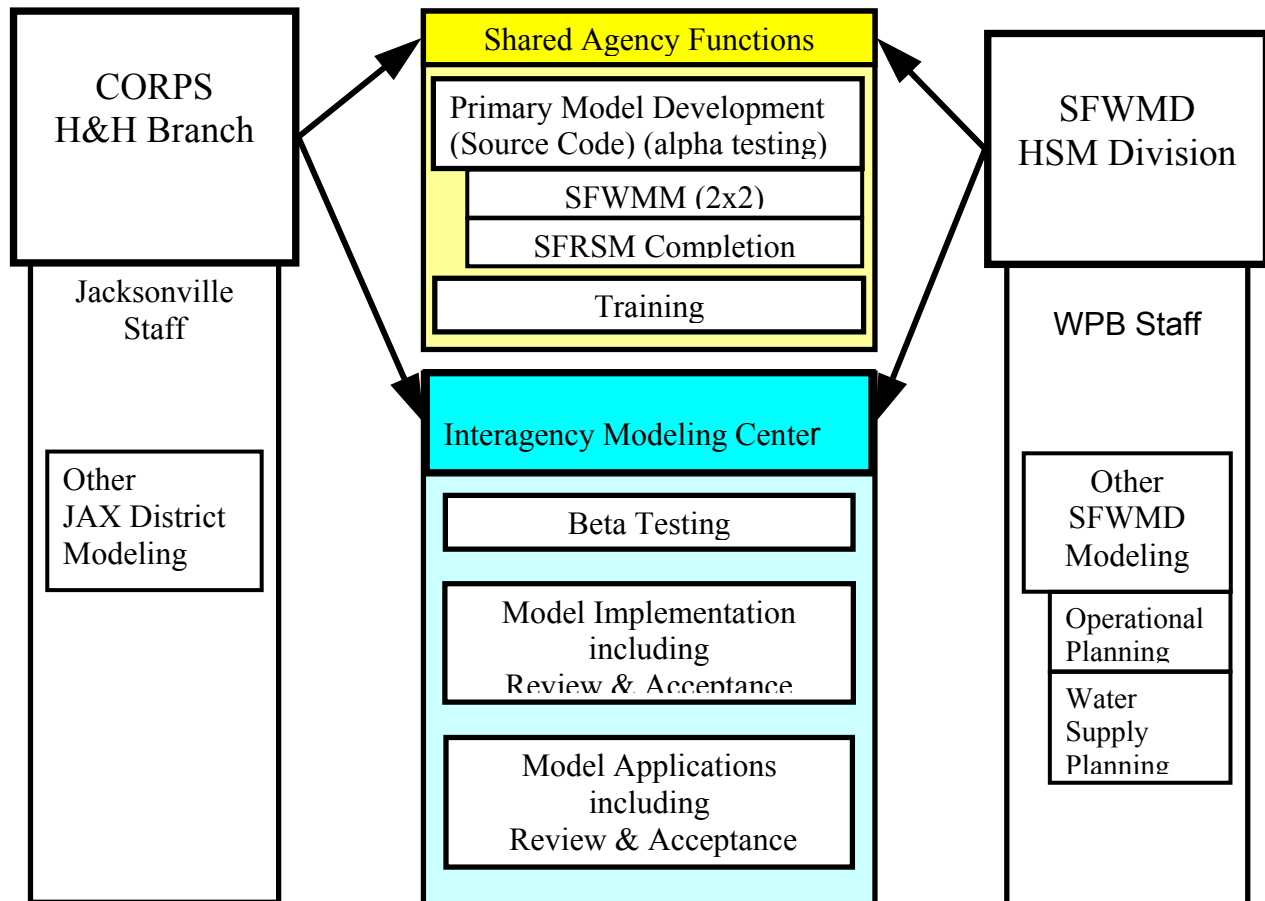 CORPS
H&H Branch
Jacksonville
Staff
Other
JAX District
Modeling
Shared Agency Functions
Primary Model Development
(Source Code) (alpha testing)
SFWMM (2x2)
SFRSM Completion
Training
Interagency Modeling Center
Beta Testing
Model Implementation
including
Review & Acceptance
Model Applications
including
Review & Acceptance
SFWMD
HSM Division
WPB Staff
Other
SFWMD
Modeling
Operational
Planning
Water
Supply
Planning